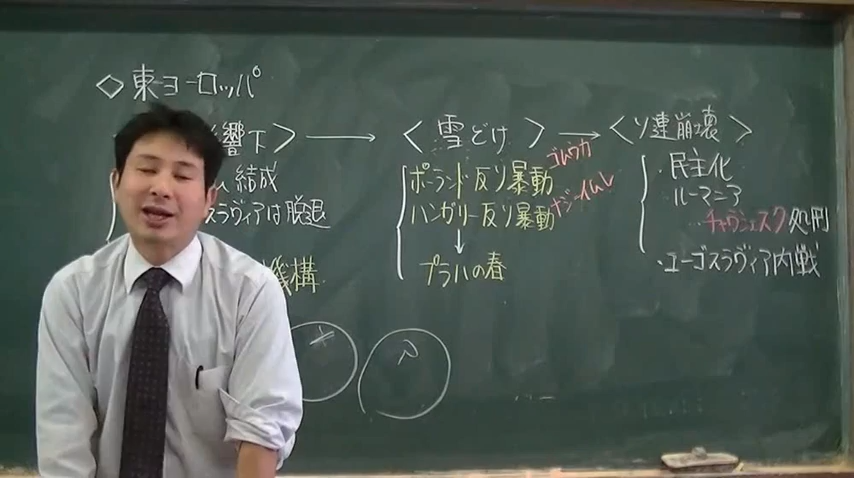 ◇東ヨーロッパ
響下> → <雪どけ> → <ソ連崩壊>
結成
スラヴィアは脱退
機構
ポーランド反ソ暴動 ゴムウカ
ハンガリー反ソ暴動 ナジ=イムレ
↓
プラハの春
・民主化
ルーマニア
チャウシェスク処刑
・ユーゴスラヴィア内戦